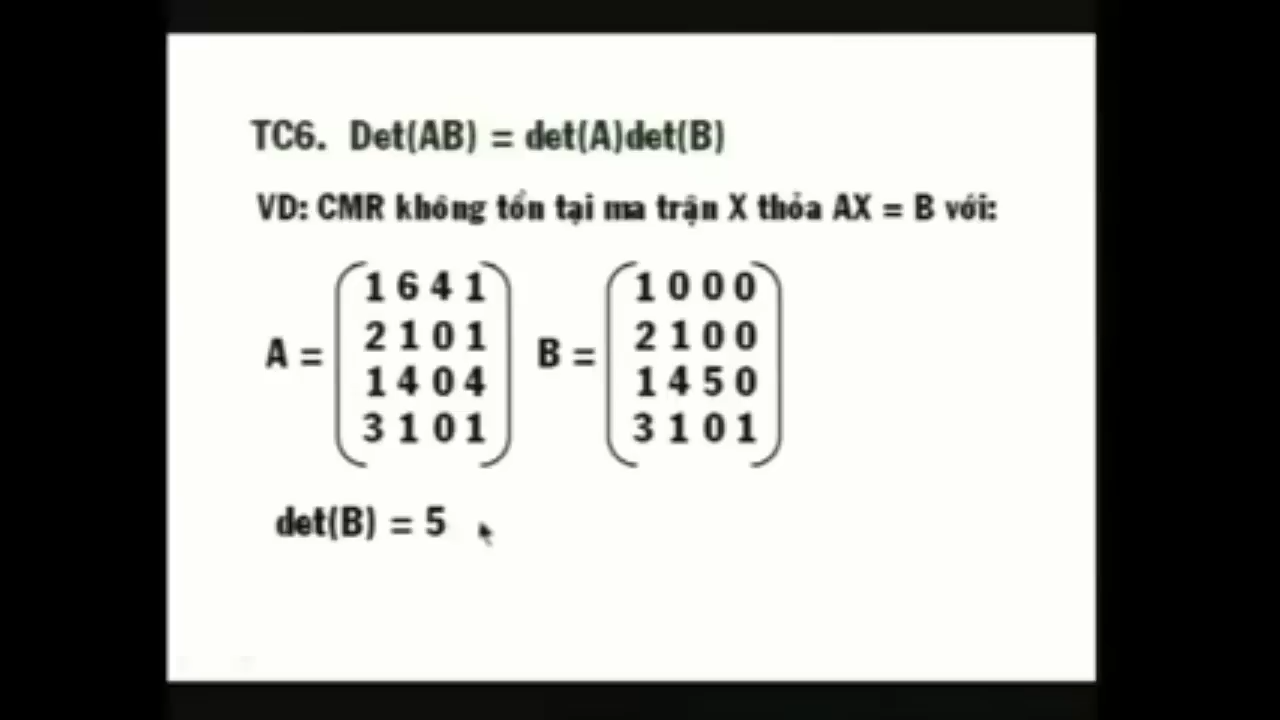 TC6. Det(AB) = det(A)det(B)
VD: CMR không tồn tại ma trận X thỏa AX = B với:
A = (1 6 4 1
2 1 0 1
1 4 0 4
3 1 0 1)
B = (1 0 0 0
2 1 0 0
1 4 5 0
3 1 0 1)
det(B) = 5